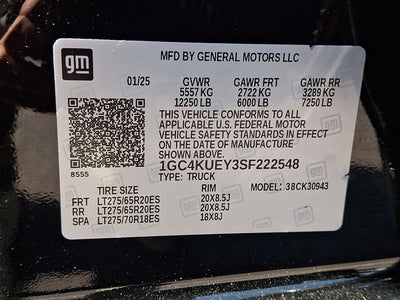 gm
MFD BY GENERAL MOTORS LLC
01/25 GVWR GAWR FRT GAWR RR
5557 KG 2722 KG 3289 KG
12250 LB 6000 LB 7250 LB
THIS VEHICLE CONFORMS TO ALL
APPLICABLE U.S. FEDERAL MOTOR
VEHICLE SAFETY STANDARDS IN EFFECT
ON THE DATE OF MANUFACTURE
SHOWN ABOVE.
8555 1GC4KUEY3SF222548
TYPE: TRUCK
TIRE SIZE RIM MODEL: 38CK30943
FRT LT275/65R20ES 20X8.5J
RR LT275/65R20ES 20X8.5J
SPA LT275/70R18ES 18X8J